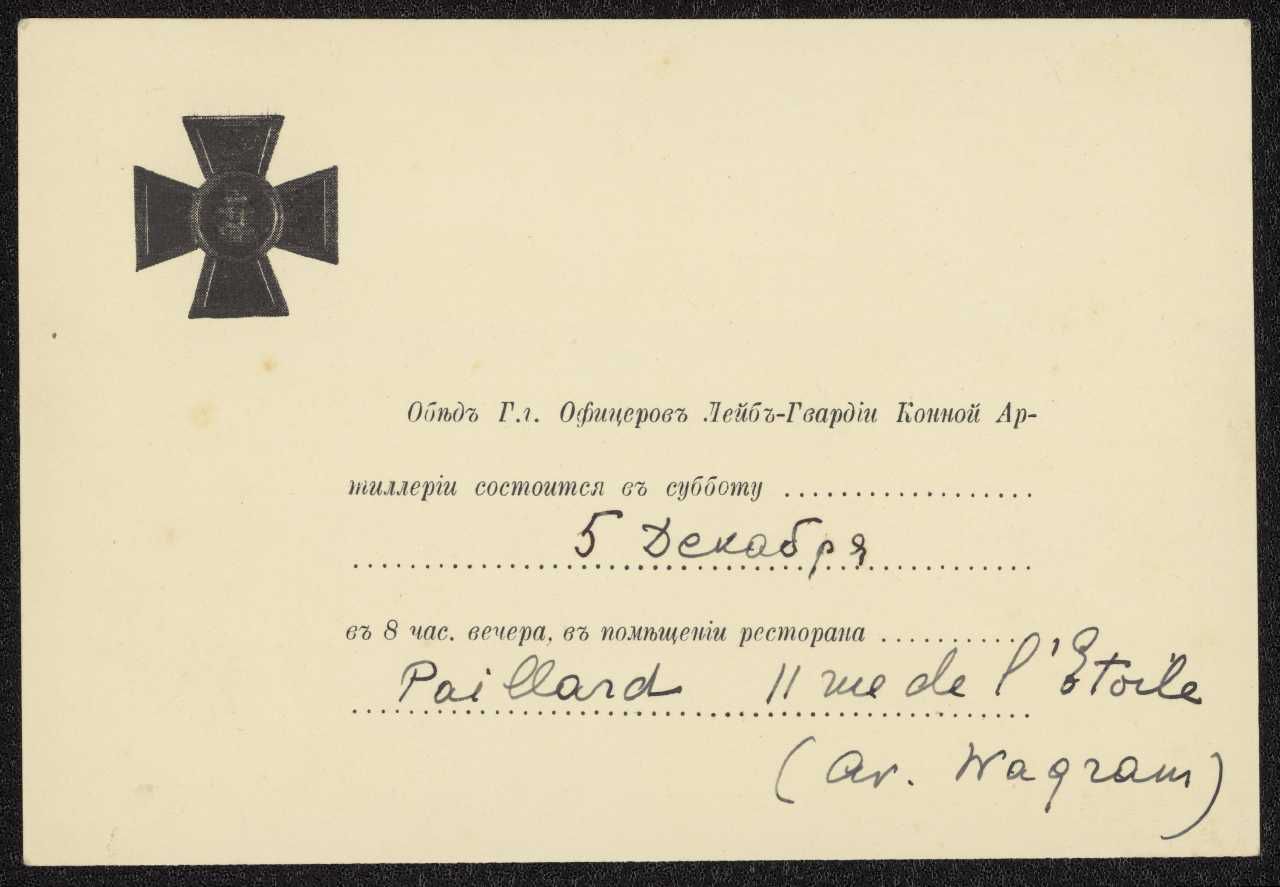 Обѣдъ Г.г. Офицеровъ Лейбъ-Гвардіи Конной Ар-
тиллеріи состоится въ субботу ..................
5 Декабря
въ 8 час. вечера, въ помѣщеніи ресторана ..........
Paillard 11 rue de l'Etoile
(av. Wagram)